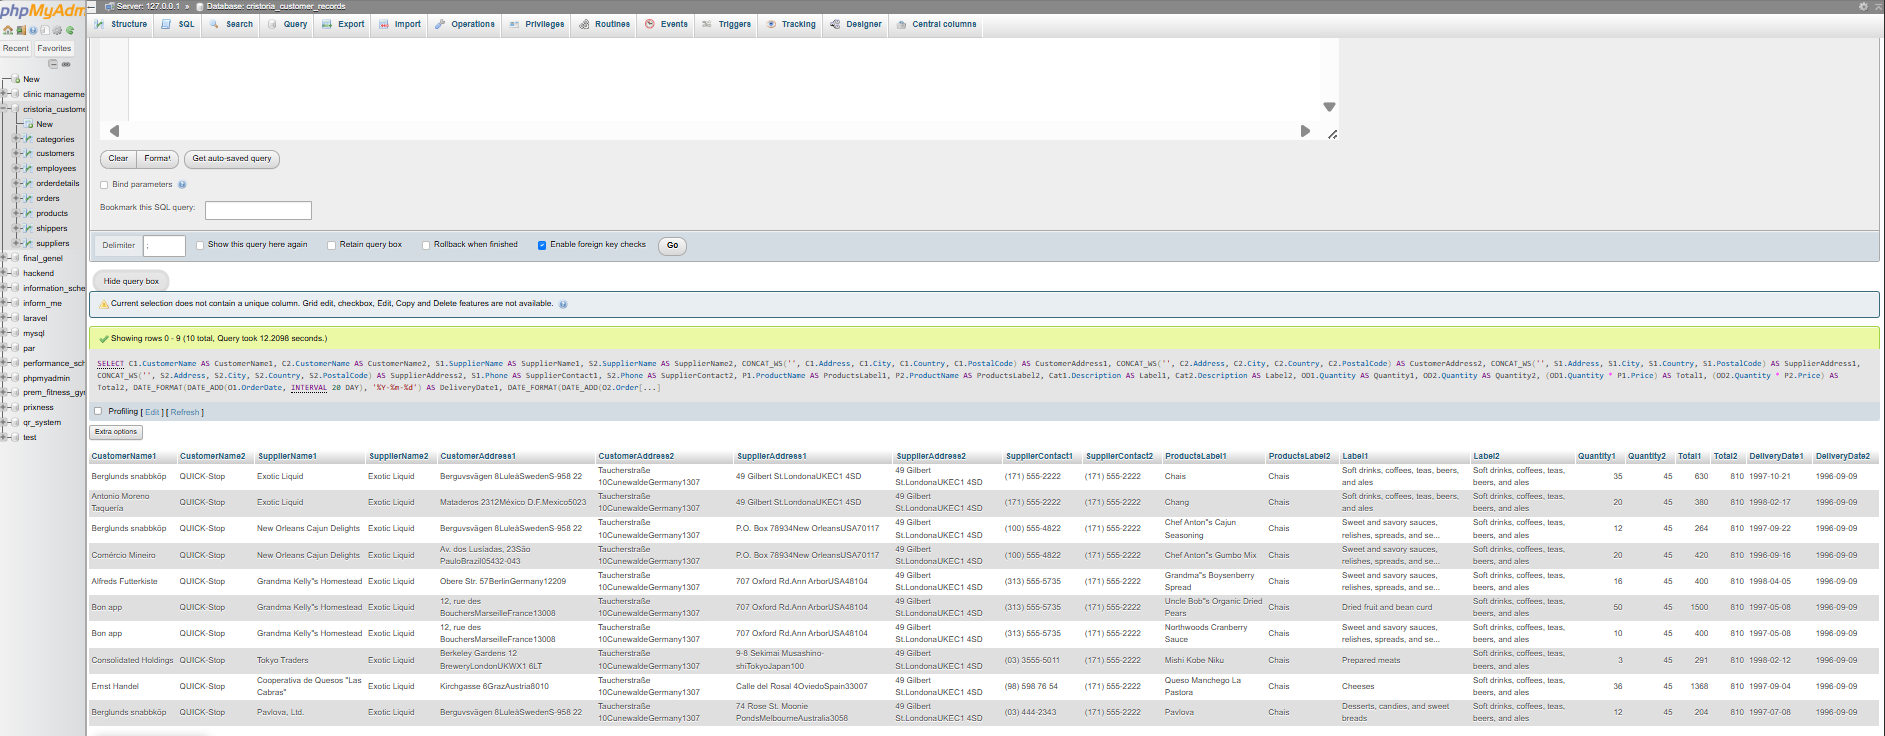 phpMyAdm
Server: 127.0.0.1 » Database: cristoria_customer_records
Structure SQL Search Query Export Import Operations Privileges Routines Events Triggers Tracking Designer Central columns
Recent Favorites
New
clinic manageme
cristoria_custome
New
categories
customers
employees
orderdetails
orders
products
shippers
suppliers
final_genel
hackend
information_sche
inform_me
laravel
mysql
par
performance_sch
phpmyadmin
prem_fitness_gyr
prixness
qr_system
test
Clear Format Get auto-saved query
Bind parameters
Bookmark this SQL query:
Delimiter ; Show this query here again Retain query box Rollback when finished Enable foreign key checks Go
Hide query box
Current selection does not contain a unique column. Grid edit, checkbox, Edit, Copy and Delete features are not available.
Showing rows 0 - 9 (10 total, Query took 12.2098 seconds.)
SELECT C1.CustomerName AS CustomerName1, C2.CustomerName AS CustomerName2, S1.SupplierName AS SupplierName1, S2.SupplierName AS SupplierName2, CONCAT_WS('', C1.Address, C1.City, C1.Country, C1.PostalCode) AS CustomerAddress1, CONCAT_WS('', C2.Address, C2.City, C2.Country, C2.PostalCode) AS CustomerAddress2, CONCAT_WS('', S1.Address, S1.City, S1.Country, S1.PostalCode) AS SupplierAddress1,
CONCAT_WS('', S2.Address, S2.City, S2.Country, S2.PostalCode) AS SupplierAddress2, S1.Phone AS SupplierContact1, S2.Phone AS SupplierContact2, P1.ProductName AS ProductsLabel1, P2.ProductName AS ProductsLabel2, Cat1.Description AS Label1, Cat2.Description AS Label2, OD1.Quantity AS Quantity1, OD2.Quantity AS Quantity2, (OD1.Quantity * P1.Price) AS Total1, (OD2.Quantity * P2.Price) AS
Total2, DATE_FORMAT(DATE_ADD(O1.OrderDate, INTERVAL 20 DAY), '%Y-%m-%d') AS DeliveryDate1, DATE_FORMAT(DATE_ADD(O2.Order[...]
Profiling [ Edit ] [ Refresh ]
Extra options
CustomerName1 CustomerName2 SupplierName1 SupplierName2 CustomerAddress1 CustomerAddress2 SupplierAddress1 SupplierAddress2 SupplierContact1 SupplierContact2 ProductsLabel1 ProductsLabel2 Label1 Label2 Quantity1 Quantity2 Total1 Total2 DeliveryDate1 DeliveryDate2
Berglunds snabbköp QUICK-Stop Exotic Liquid Exotic Liquid Berguvsvägen 8LuleåSwedenS-958 22 Taucherstraße 10CunewaldeGermany1307 49 Gilbert St.LondonaUKEC1 4SD 49 Gilbert St.LondonaUKEC1 4SD (171) 555-2222 (171) 555-2222 Chais Chais Soft drinks, coffees, teas, beers, and ales Soft drinks, coffees, teas, beers, and ales 35 45 630 810 1997-10-21 1996-09-09
Antonio Moreno Taquería QUICK-Stop Exotic Liquid Exotic Liquid Mataderos 2312México D.F.Mexico5023 Taucherstraße 10CunewaldeGermany1307 49 Gilbert St.LondonaUKEC1 4SD 49 Gilbert St.LondonaUKEC1 4SD (171) 555-2222 (171) 555-2222 Chang Chais Soft drinks, coffees, teas, beers, and ales Soft drinks, coffees, teas, beers, and ales 20 45 380 810 1998-02-17 1996-09-09
Berglunds snabbköp QUICK-Stop New Orleans Cajun Delights Exotic Liquid Berguvsvägen 8LuleåSwedenS-958 22 Taucherstraße 10CunewaldeGermany1307 P.O. Box 78934New OrleansUSA70117 49 Gilbert St.LondonaUKEC1 4SD (100) 555-4822 (171) 555-2222 Chef Anton"s Cajun Seasoning Chais Sweet and savory sauces, relishes, spreads, and se... Soft drinks, coffees, teas, beers, and ales 12 45 264 810 1997-09-22 1996-09-09
Comércio Mineiro QUICK-Stop New Orleans Cajun Delights Exotic Liquid Av. dos Lusíadas, 23São PauloBrazil05432-043 Taucherstraße 10CunewaldeGermany1307 P.O. Box 78934New OrleansUSA70117 49 Gilbert St.LondonaUKEC1 4SD (100) 555-4822 (171) 555-2222 Chef Anton"s Gumbo Mix Chais Sweet and savory sauces, relishes, spreads, and se... Soft drinks, coffees, teas, beers, and ales 20 45 420 810 1996-09-16 1996-09-09
Alfreds Futterkiste QUICK-Stop Grandma Kelly"s Homestead Exotic Liquid Obere Str. 57BerlinGermany12209 Taucherstraße 10CunewaldeGermany1307 707 Oxford Rd.Ann ArborUSA48104 49 Gilbert St.LondonaUKEC1 4SD (313) 555-5735 (171) 555-2222 Grandma"s Boysenberry Spread Chais Sweet and savory sauces, relishes, spreads, and se... Soft drinks, coffees, teas, beers, and ales 16 45 400 810 1998-04-05 1996-09-09
Bon app QUICK-Stop Grandma Kelly"s Homestead Exotic Liquid 12, rue des BouchersMarseilleFrance13008 Taucherstraße 10CunewaldeGermany1307 707 Oxford Rd.Ann ArborUSA48104 49 Gilbert St.LondonaUKEC1 4SD (313) 555-5735 (171) 555-2222 Uncle Bob"s Organic Dried Pears Chais Dried fruit and bean curd Soft drinks, coffees, teas, beers, and ales 50 45 1500 810 1997-05-08 1996-09-09
Bon app QUICK-Stop Grandma Kelly"s Homestead Exotic Liquid 12, rue des BouchersMarseilleFrance13008 Taucherstraße 10CunewaldeGermany1307 707 Oxford Rd.Ann ArborUSA48104 49 Gilbert St.LondonaUKEC1 4SD (313) 555-5735 (171) 555-2222 Northwoods Cranberry Sauce Chais Sweet and savory sauces, relishes, spreads, and se... Soft drinks, coffees, teas, beers, and ales 10 45 400 810 1997-05-08 1996-09-09
Consolidated Holdings QUICK-Stop Tokyo Traders Exotic Liquid Berkeley Gardens 12 BreweryLondonUKWX1 6LT Taucherstraße 10CunewaldeGermany1307 9-8 Sekimai Musashino-shiTokyoJapan100 49 Gilbert St.LondonaUKEC1 4SD (03) 3555-5011 (171) 555-2222 Mishi Kobe Niku Chais Prepared meats Soft drinks, coffees, teas, beers, and ales 3 45 291 810 1998-02-12 1996-09-09
Ernst Handel QUICK-Stop Cooperativa de Quesos "Las Cabras" Exotic Liquid Kirchgasse 6GrazAustria8010 Taucherstraße 10CunewaldeGermany1307 Calle del Rosal 4OviedoSpain33007 49 Gilbert St.LondonaUKEC1 4SD (98) 598 76 54 (171) 555-2222 Queso Manchego La Pastora Chais Cheeses Soft drinks, coffees, teas, beers, and ales 36 45 1368 810 1997-09-04 1996-09-09
Berglunds snabbköp QUICK-Stop Pavlova, Ltd. Exotic Liquid Berguvsvägen 8LuleåSwedenS-958 22 Taucherstraße 10CunewaldeGermany1307 74 Rose St. Moonie PondsMelbourneAustralia3058 49 Gilbert St.LondonaUKEC1 4SD (03) 444-2343 (171) 555-2222 Pavlova Chais Desserts, candies, and sweet breads Soft drinks, coffees, teas, beers, and ales 12 45 204 810 1997-07-08 1996-09-09